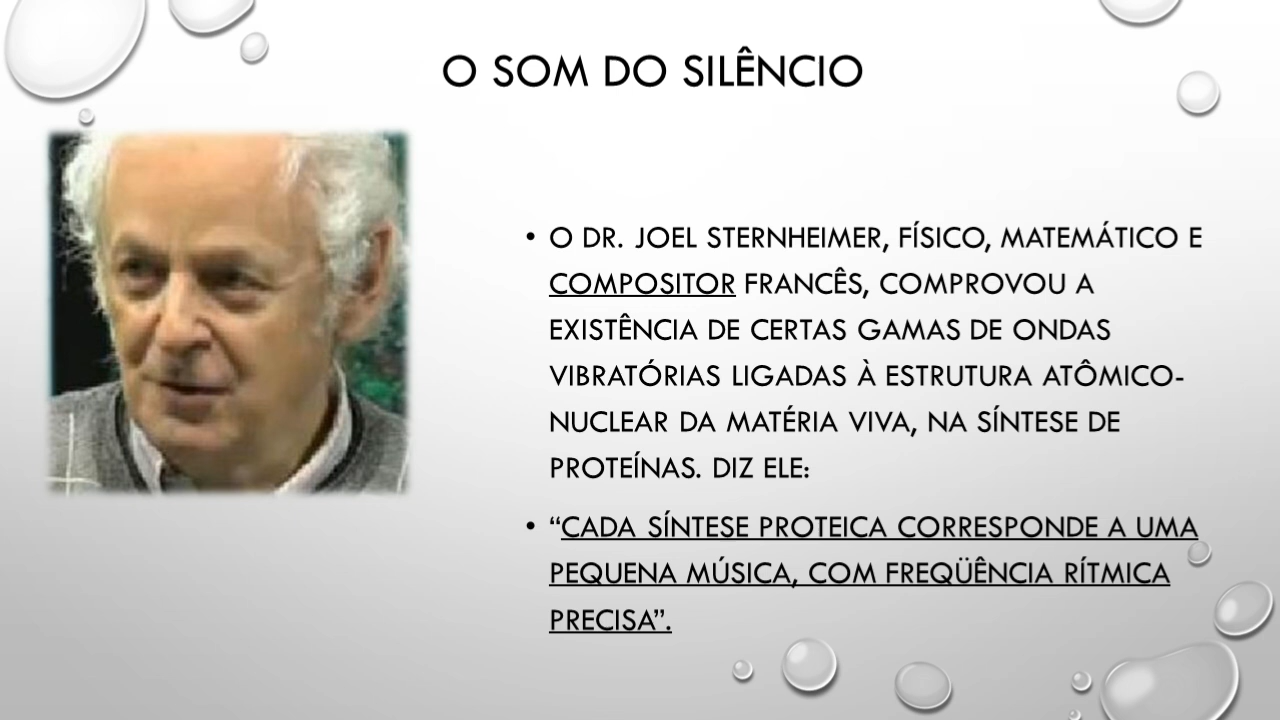 O SOM DO SILÊNCIO
• O DR. JOEL STERNHEIMER, FÍSICO, MATEMÁTICO E
COMPOSITOR FRANCÊS, COMPROVOU A
EXISTÊNCIA DE CERTAS GAMAS DE ONDAS
VIBRATÓRIAS LIGADAS À ESTRUTURA ATÔMICO-
NUCLEAR DA MATÉRIA VIVA, NA SÍNTESE DE
PROTEÍNAS. DIZ ELE:
• “CADA SÍNTESE PROTEICA CORRESPONDE A UMA
PEQUENA MÚSICA, COM FREQÜÊNCIA RÍTMICA
PRECISA”.